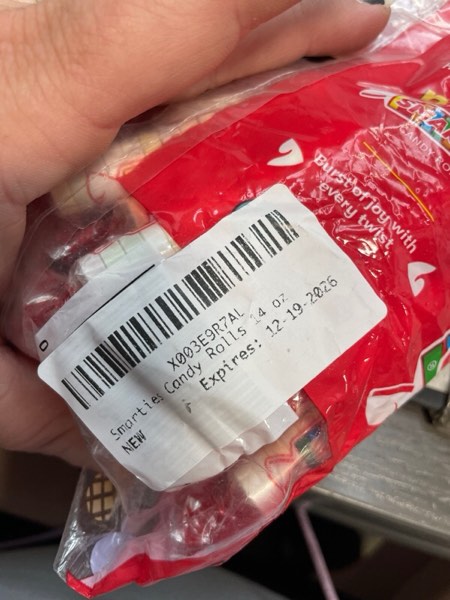 Burst of joy with
every twist
X003E9R7AL
Smarties Candy Rolls 14 oz
NEW
Expires: 12-19-2026